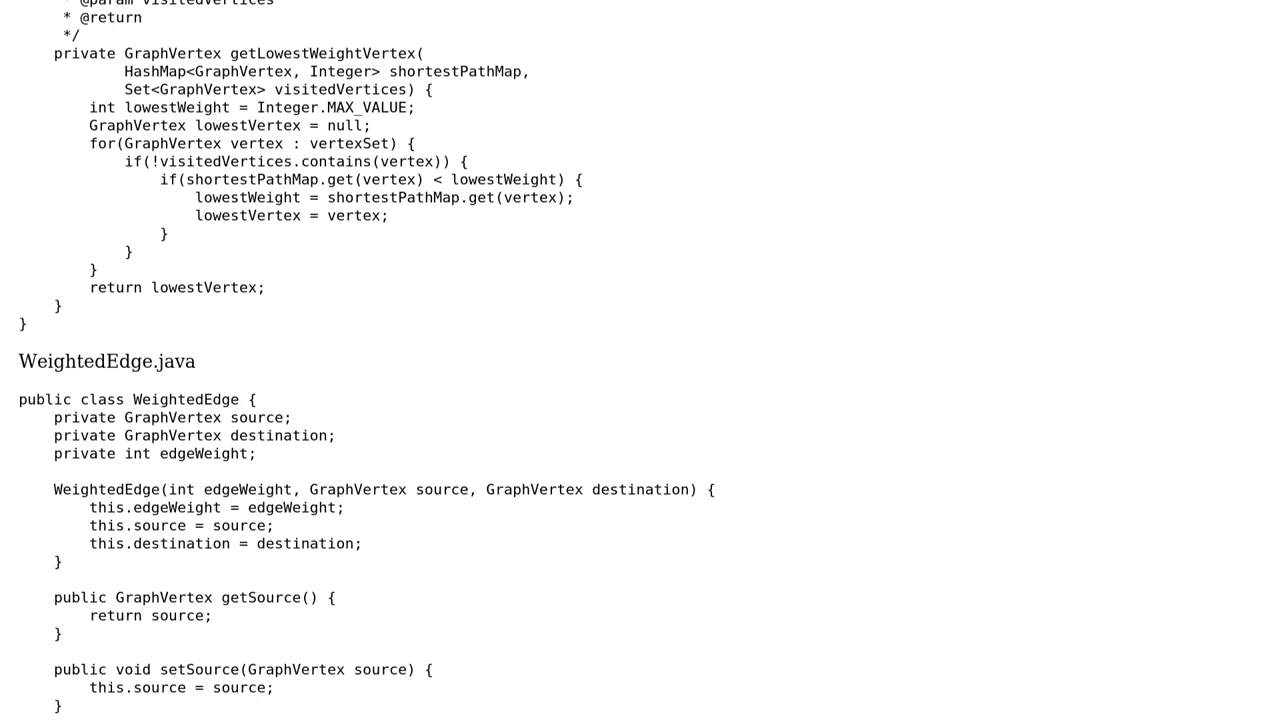 * @param visitedVertices
* @return
*/
private GraphVertex getLowestWeightVertex(
HashMap<GraphVertex, Integer> shortestPathMap,
Set<GraphVertex> visitedVertices) {
int lowestWeight = Integer.MAX_VALUE;
GraphVertex lowestVertex = null;
for(GraphVertex vertex : vertexSet) {
if(!visitedVertices.contains(vertex)) {
if(shortestPathMap.get(vertex) < lowestWeight) {
lowestWeight = shortestPathMap.get(vertex);
lowestVertex = vertex;
}
}
}
return lowestVertex;
}
}
WeightedEdge.java
public class WeightedEdge {
private GraphVertex source;
private GraphVertex destination;
private int edgeWeight;
WeightedEdge(int edgeWeight, GraphVertex source, GraphVertex destination) {
this.edgeWeight = edgeWeight;
this.source = source;
this.destination = destination;
}
public GraphVertex getSource() {
return source;
}
public void setSource(GraphVertex source) {
this.source = source;
}